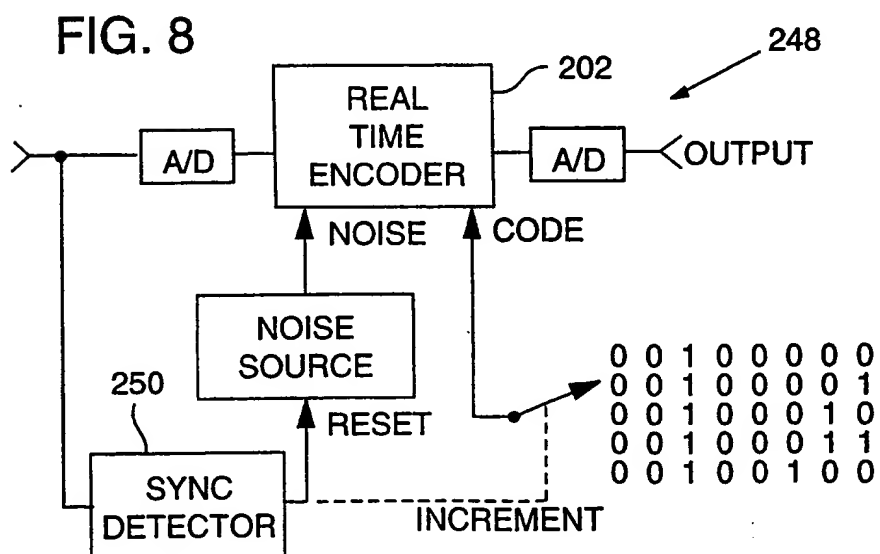 FIG. 8
248
202
REAL
TIME
ENCODER
A/D
A/D
OUTPUT
NOISE
CODE
NOISE
SOURCE
0 0 1 0 0 0 0 0
0 0 1 0 0 0 0 1
0 0 1 0 0 0 1 0
0 0 1 0 0 0 1 1
0 0 1 0 0 1 0 0
250
RESET
SYNC
DETECTOR
INCREMENT